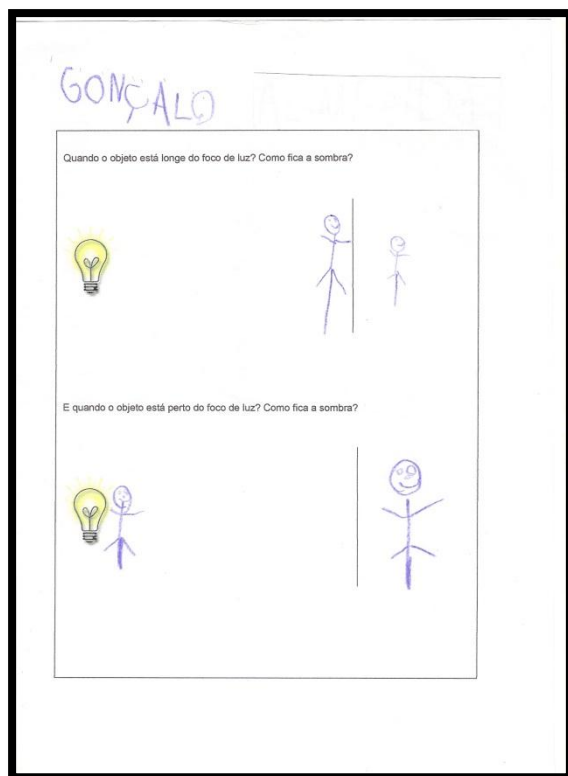 GONÇALO
Quando o objeto está longe do foco de luz? Como fica a sombra?
E quando o objeto está perto do foco de luz? Como fica a sombra?